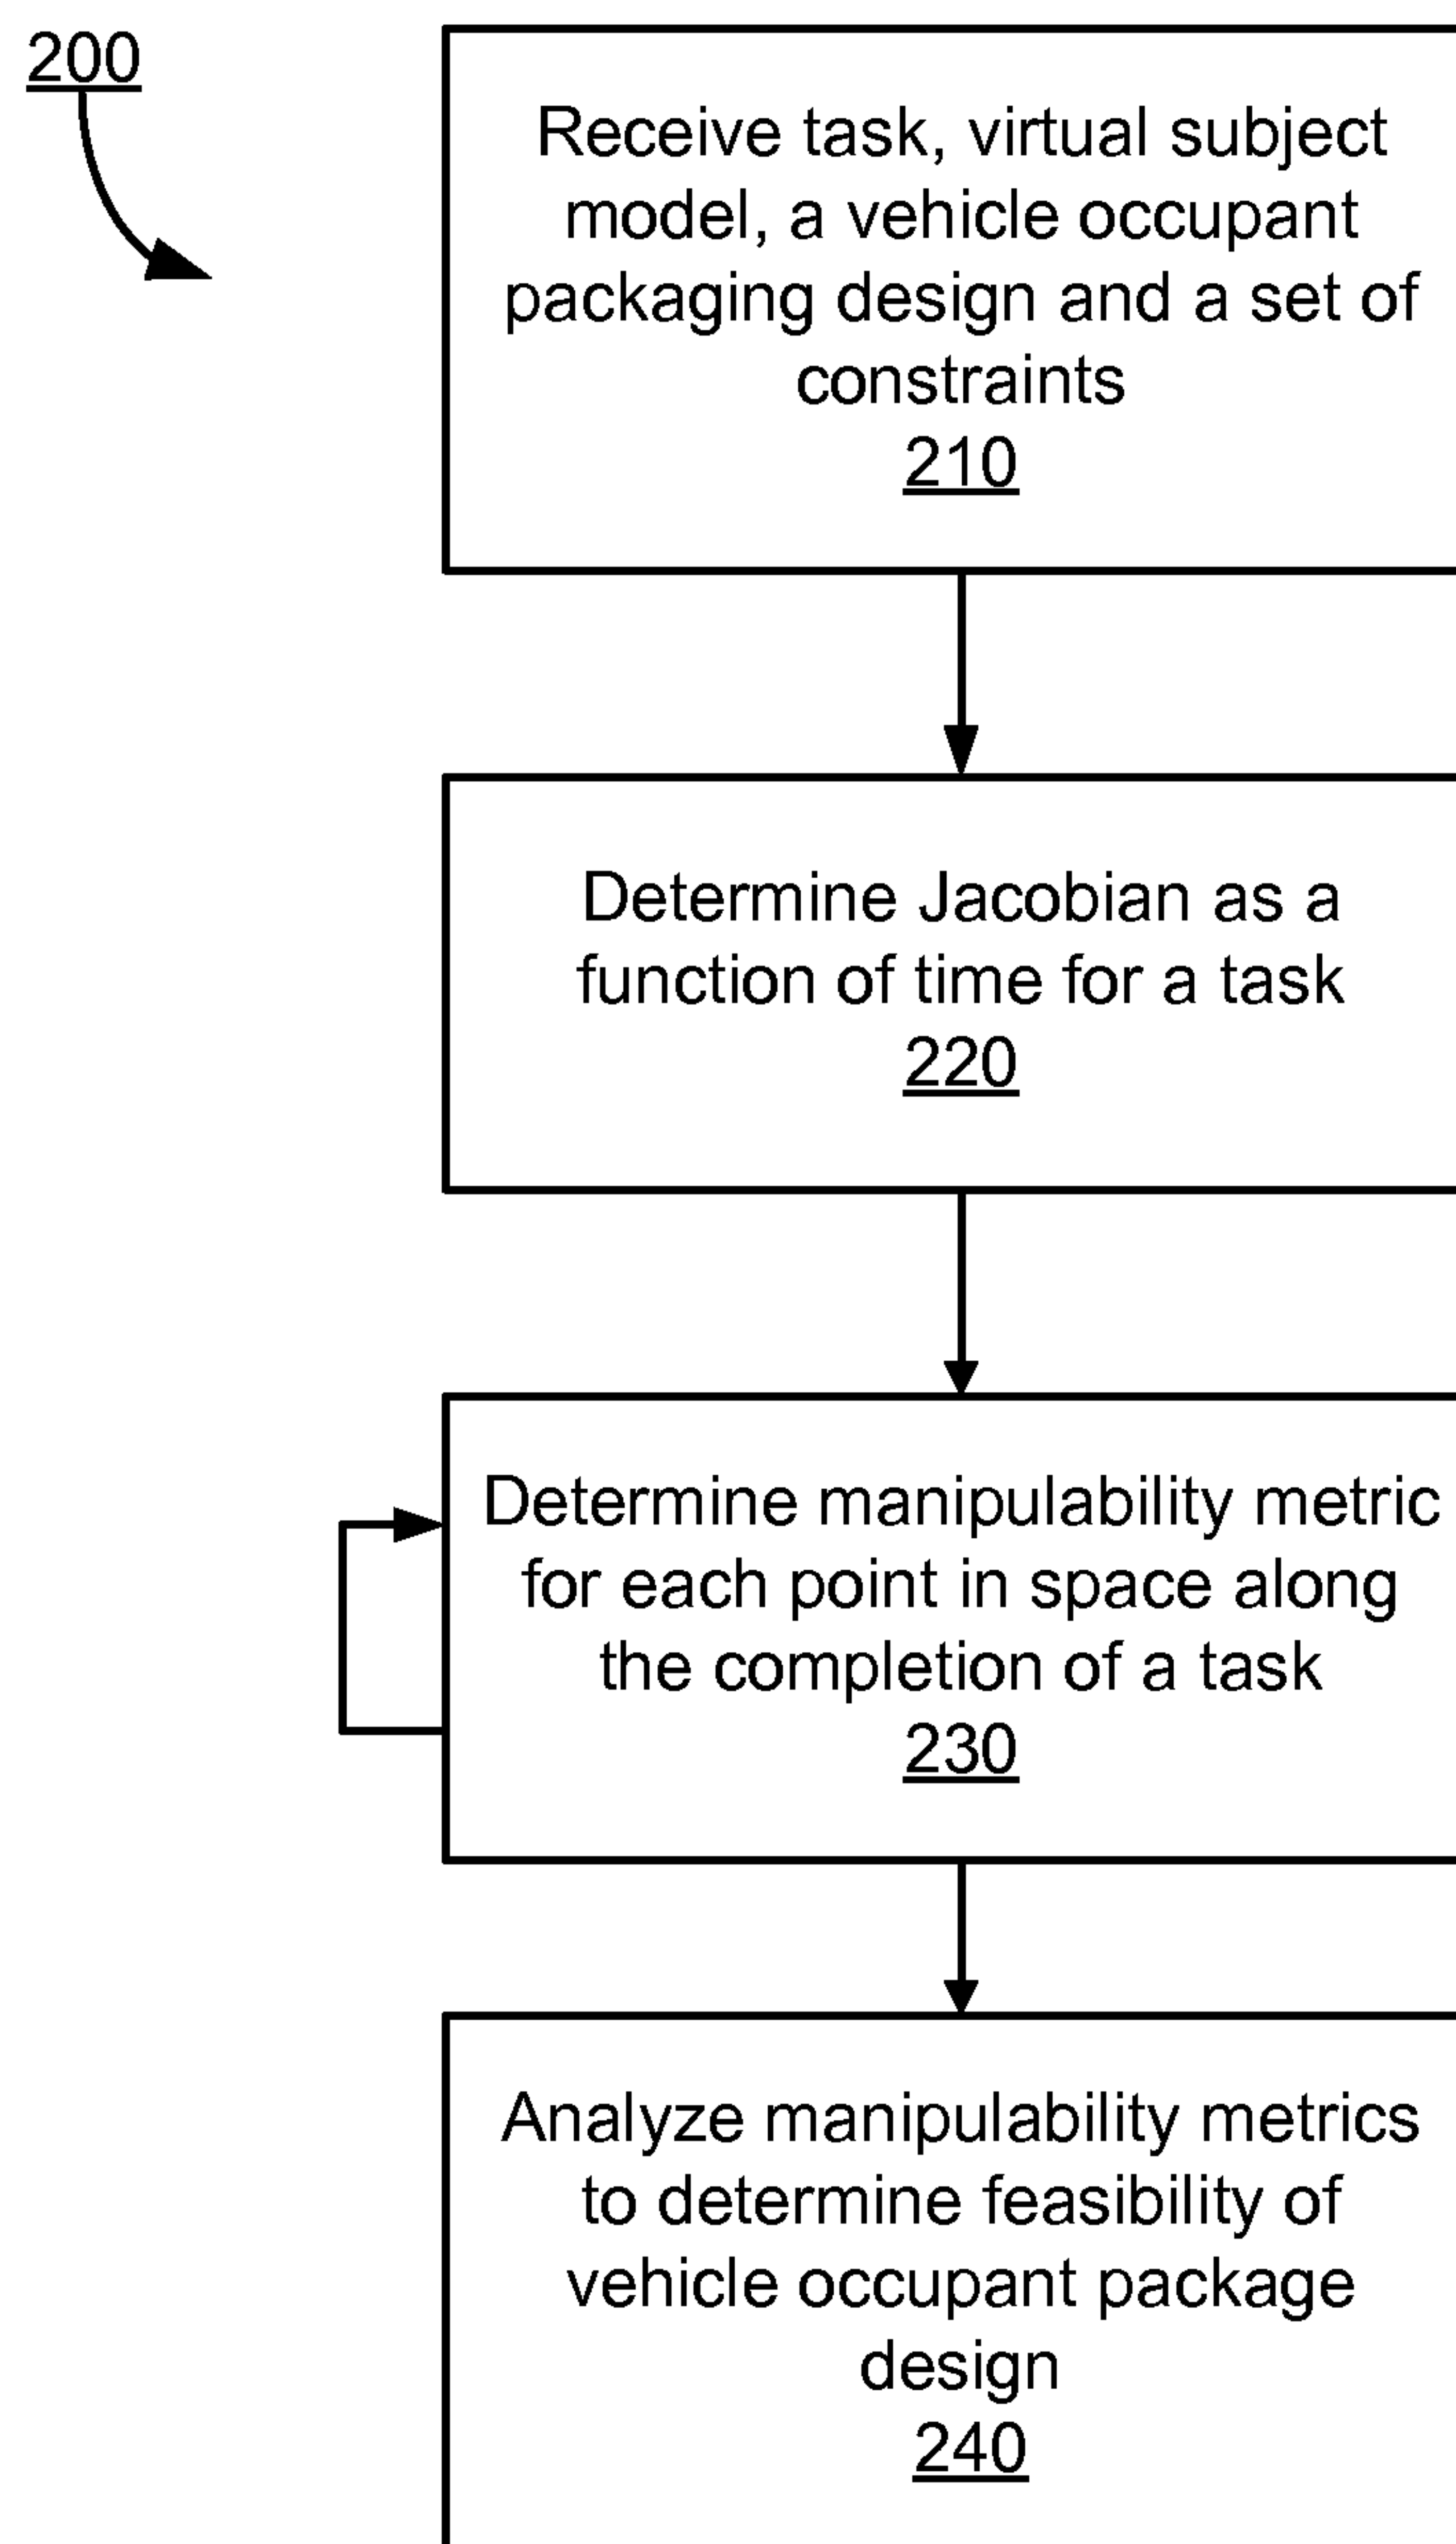 200
Receive task, virtual subject
model, a vehicle occupant
packaging design and a set of
constraints
210
Determine Jacobian as a
function of time for a task
220
Determine manipulability metric
for each point in space along
the completion of a task
230
Analyze manipulability metrics
to determine feasibility of
vehicle occupant package
design
240